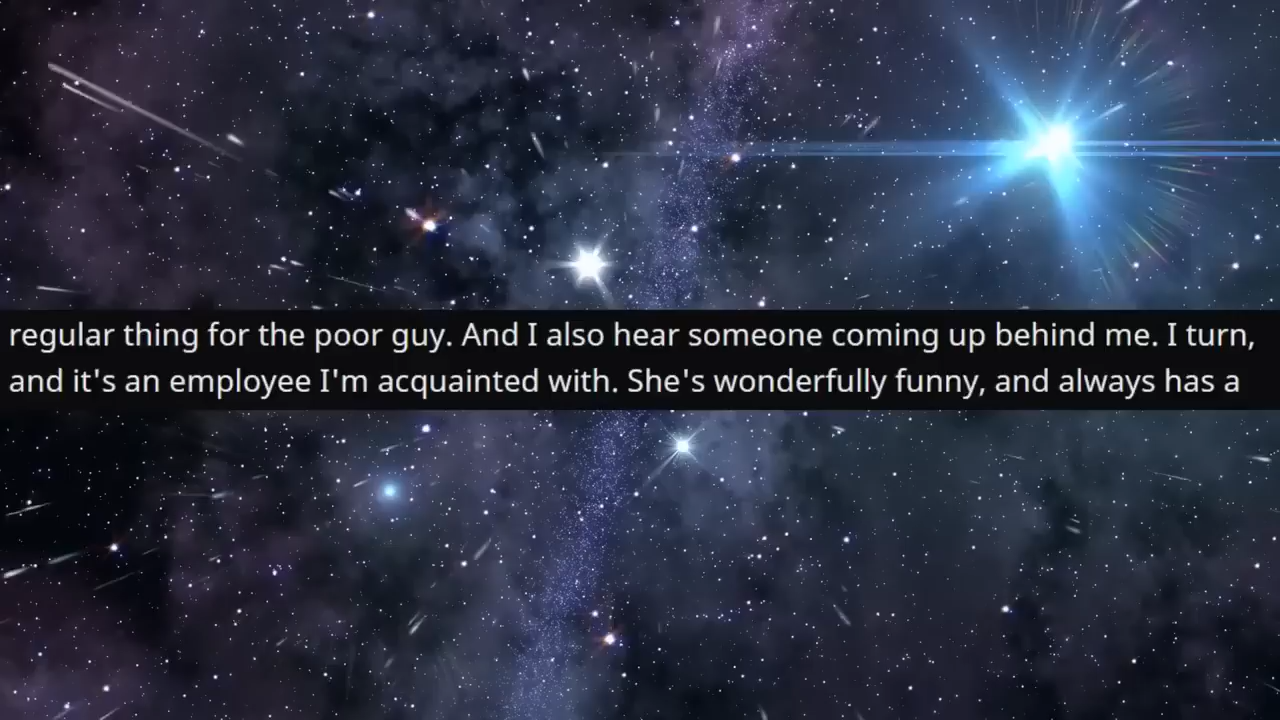 regular thing for the poor guy. And I also hear someone coming up behind me. I turn,
and it's an employee I'm acquainted with. She's wonderfully funny, and always has a